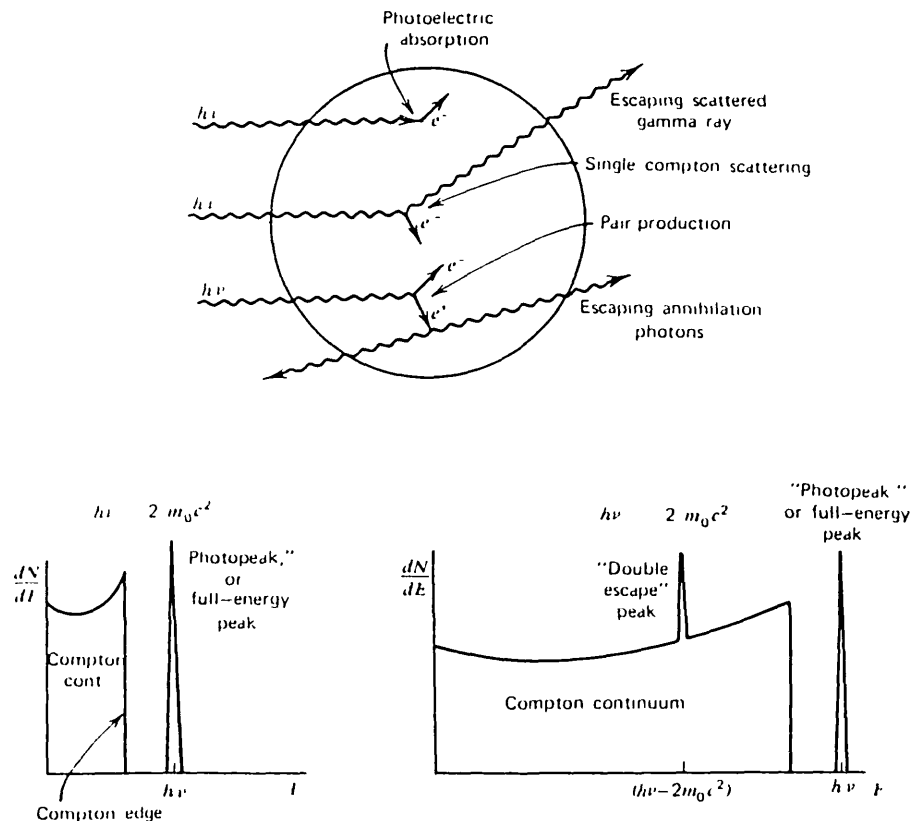 Photoelectric
absorption
e⁻
Escaping scattered
gamma ray
Single compton scattering
e⁻
Pair production
hν
e⁻
e⁺
Escaping annihilation
photons
2 m₀c²
dN
Photopeak,"
or
full—energy
peak
Compton
cont
hν
Compton edge
hν 2 m₀c²
"Photopeak "
or full—energy
peak
dN
dE
"Double
escape"
peak
Compton continuum
(hν−2m₀c²)
hν